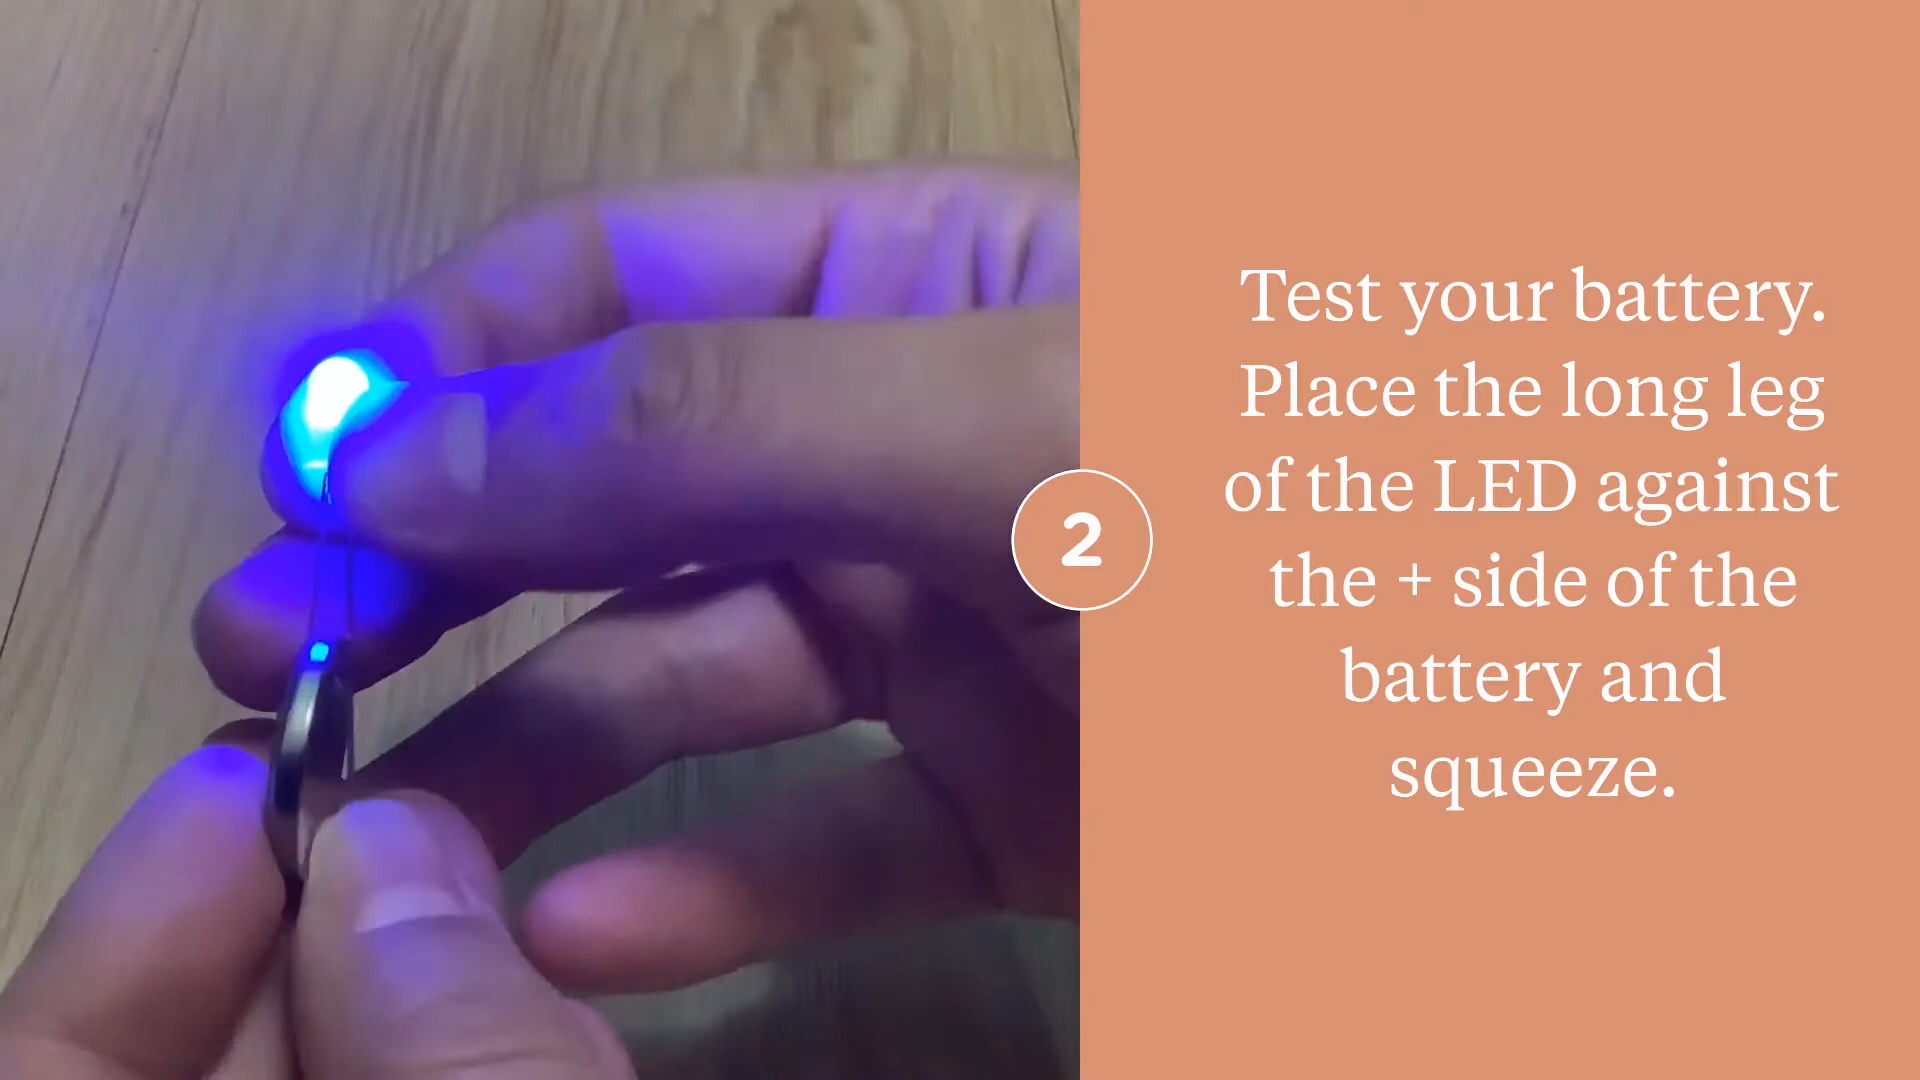 2
Test your battery.
Place the long leg
of the LED against
the + side of the
battery and
squeeze.